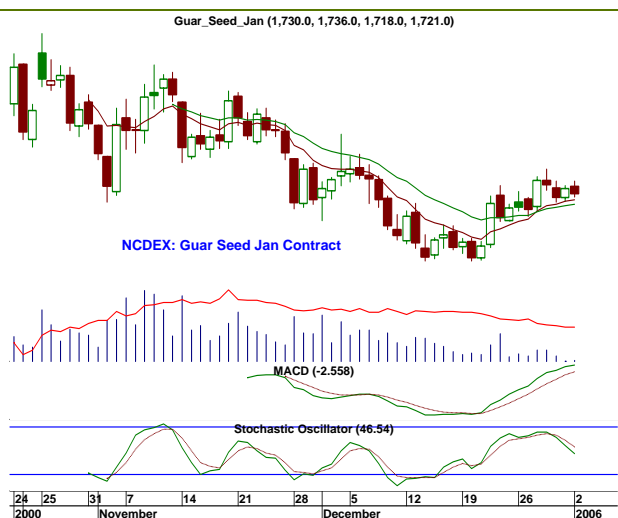 Guar_Seed_Jan (1,730.0, 1,736.0, 1,718.0, 1,721.0)
NCDEX: Guar Seed Jan Contract
MACD (-2.558)
Stochastic Oscillator (46.54)
24 25 31 7 14 21 28 5 12 19 26 2
2000 November December 2006